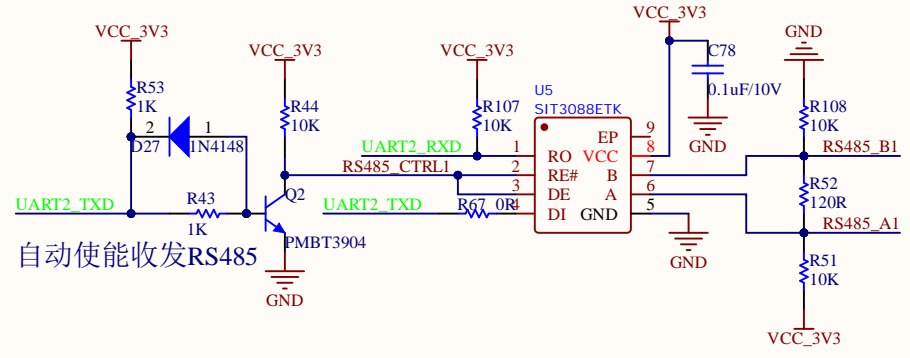 VCC_3V3
R53
1K
2
1
D27
1N4148
UART2_TXD
R43
1K
自动使能收发RS485
VCC_3V3
R44
10K
Q2
PMBT3904
GND
VCC_3V3
R107
10K
UART2_RXD
RS485_CTRL1
UART2_TXD
R67
0R
U5
SIT3088ETK
1
RO
2
RE#
3
DE
4
DI
EP
9
VCC
8
B
7
A
6
GND
5
GND
VCC_3V3
C78
0.1uF/10V
GND
GND
R108
10K
RS485_B1
R52
120R
RS485_A1
R51
10K
VCC_3V3